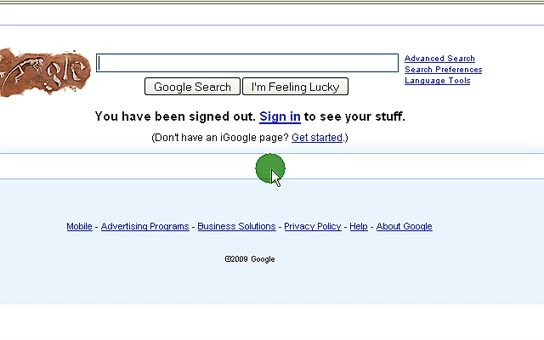 gle
Advanced Search
Search Preferences
Language Tools
Google Search
I'm Feeling Lucky
You have been signed out. Sign in to see your stuff.
(Don't have an iGoogle page? Get started.)
Mobile - Advertising Programs - Business Solutions - Privacy Policy - Help - About Google
©2009 Google